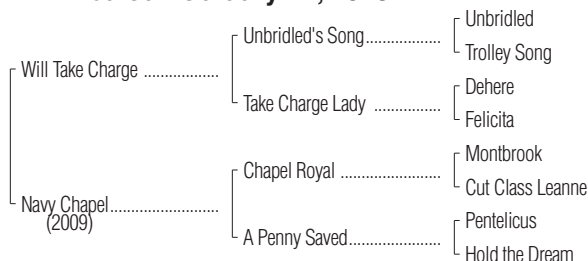 Unbridled
Unbridled's Song
Trolley Song
Will Take Charge
Dehere
Take Charge Lady
Felicita
Montbrook
Chapel Royal
Cut Class Leanne
Navy Chapel
(2009)
Pentelicus
A Penny Saved
Hold the Dream